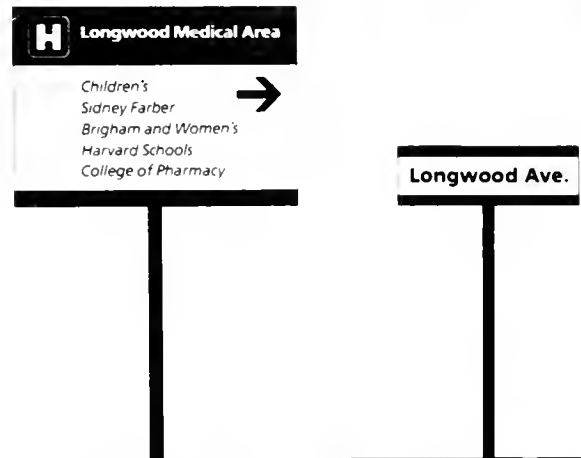 H Longwood Medical Area
Children's
Sidney Farber
Brigham and Women's
Harvard Schools
College of Pharmacy
Longwood Ave.